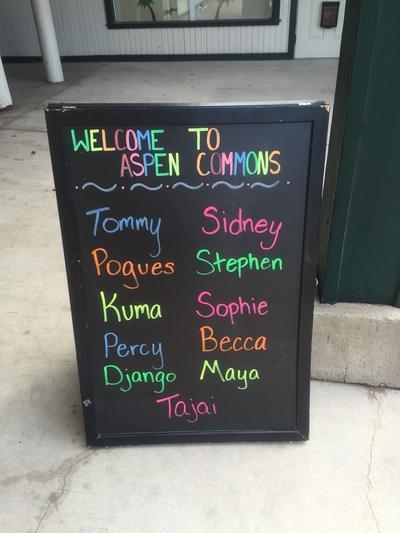 WELCOME TO
ASPEN COMMONS
Tommy Sidney
Pogues Stephen
Kuma Sophie
Percy Becca
Django Maya
Tajai